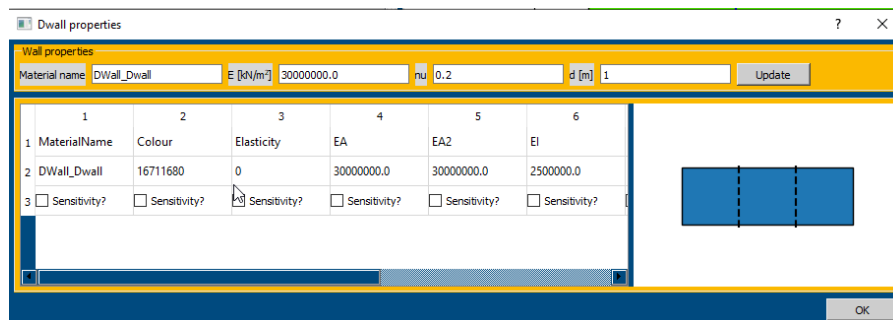 Dwall properties ? ×
Wall properties
Material name DWall_Dwall E [kN/m²] 30000000.0 nu 0.2 d [m] 1 Update
1 2 3 4 5 6
1 MaterialName Colour Elasticity EA EA2 EI
2 DWall_Dwall 16711680 0 30000000.0 30000000.0 2500000.0
3 Sensitivity? Sensitivity? Sensitivity? Sensitivity? Sensitivity? Sensitivity?
OK